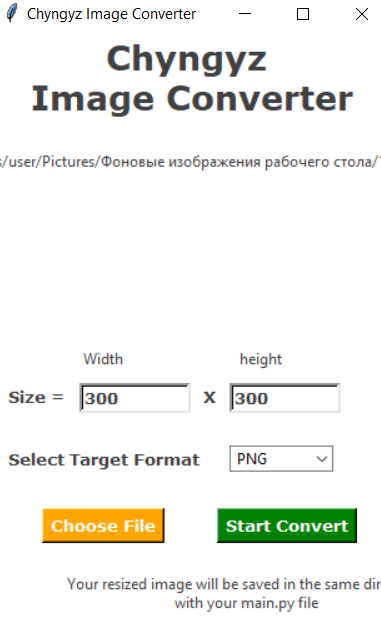 Chyngyz Image Converter
Chyngyz
Image Converter
s/user/Pictures/Фоновые изображения рабочего стола/
Width height
Size = 300 X 300
Select Target Format PNG
Choose File Start Convert
Your resized image will be saved in the same dir
with your main.py file